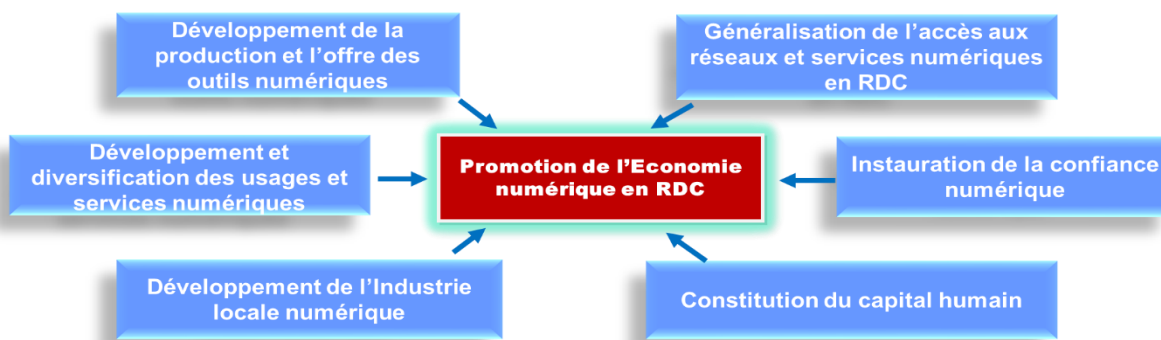 Développement de la
production et l’offre des
outils numériques
Généralisation de l’accès aux
réseaux et services numériques
en RDC
Développement et
diversification des usages et
services numériques
Promotion de l’Economie
numérique en RDC
Instauration de la confiance
numérique
Développement de l’Industrie
locale numérique
Constitution du capital humain